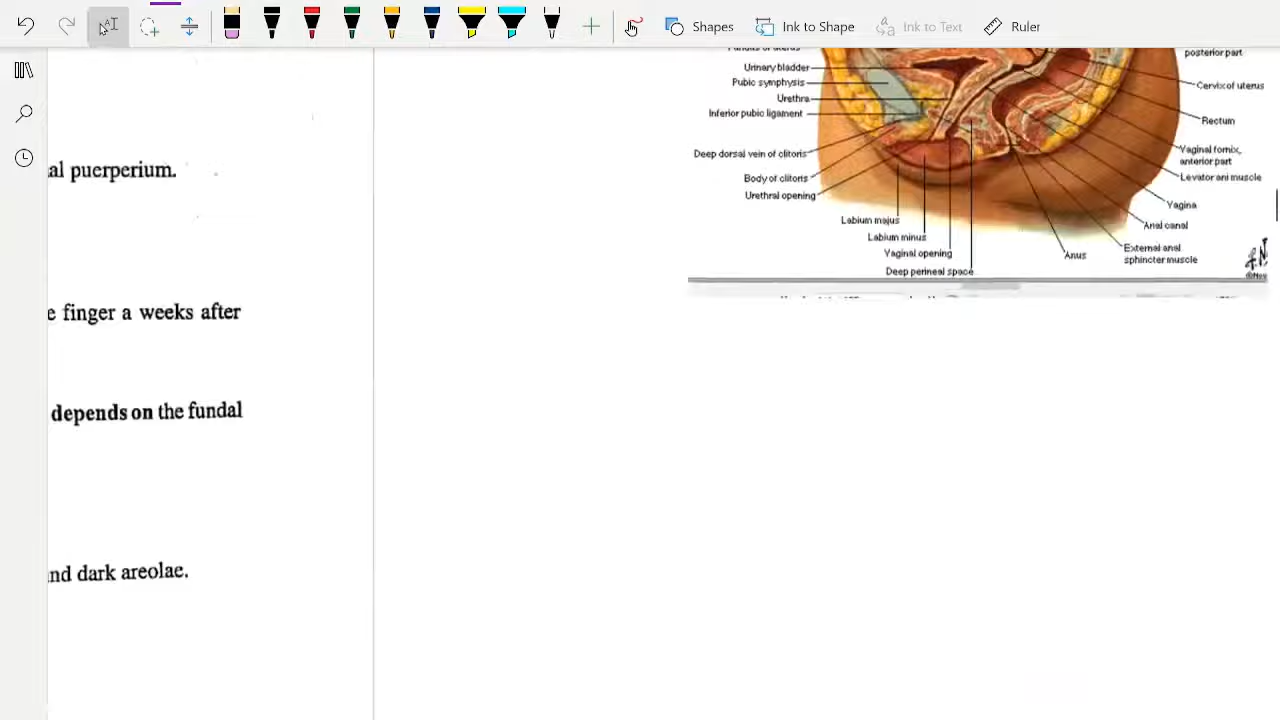 Shapes
Ink to Shape
Ink to Text
Ruler
al puerperium.
e finger a weeks after
depends on the fundal
nd dark areolae.
Urinary bladder
Pubic symphysis
Urethra
Inferior pubic ligament
Deep dorsal vein of clitoris
Body of clitoris
Urethral opening
Labium majus
Labium minus
Vaginal opening
Deep perineal space
posterior part
Cervix of uterus
Rectum
Vaginal fornix,
anterior part
Levator ani muscle
Vagina
Anal canal
External anal
sphincter muscle
Anus